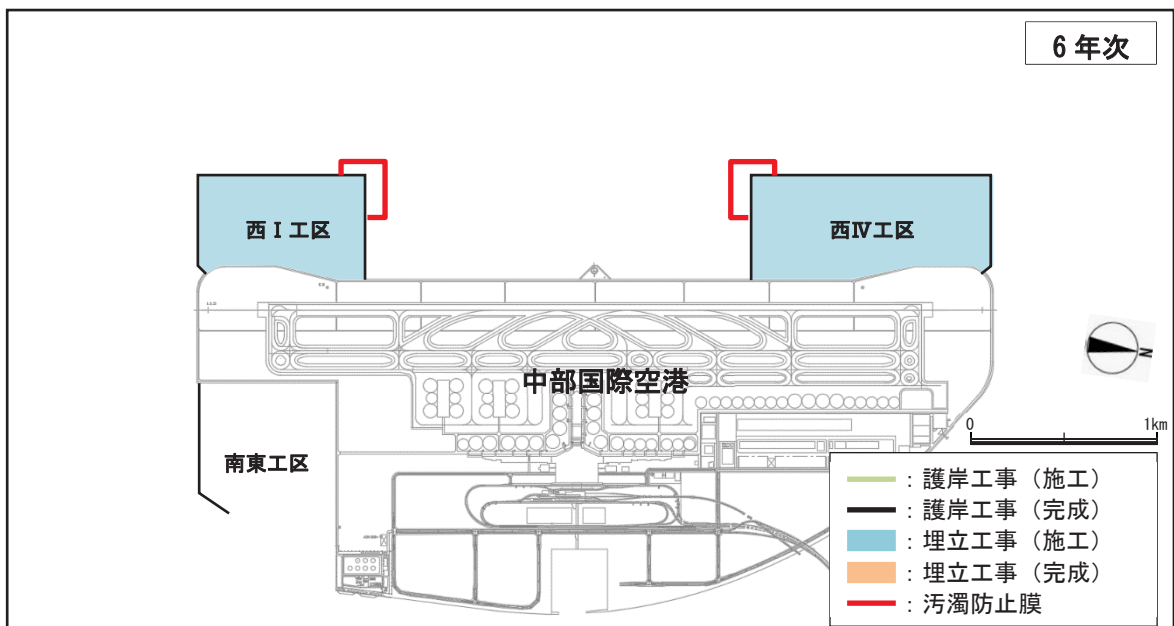 6年次
西Ⅰ工区
西Ⅳ工区
中部国際空港
N
0 1km
南東工区
：護岸工事（施工）
：護岸工事（完成）
：埋立工事（施工）
：埋立工事（完成）
：汚濁防止膜